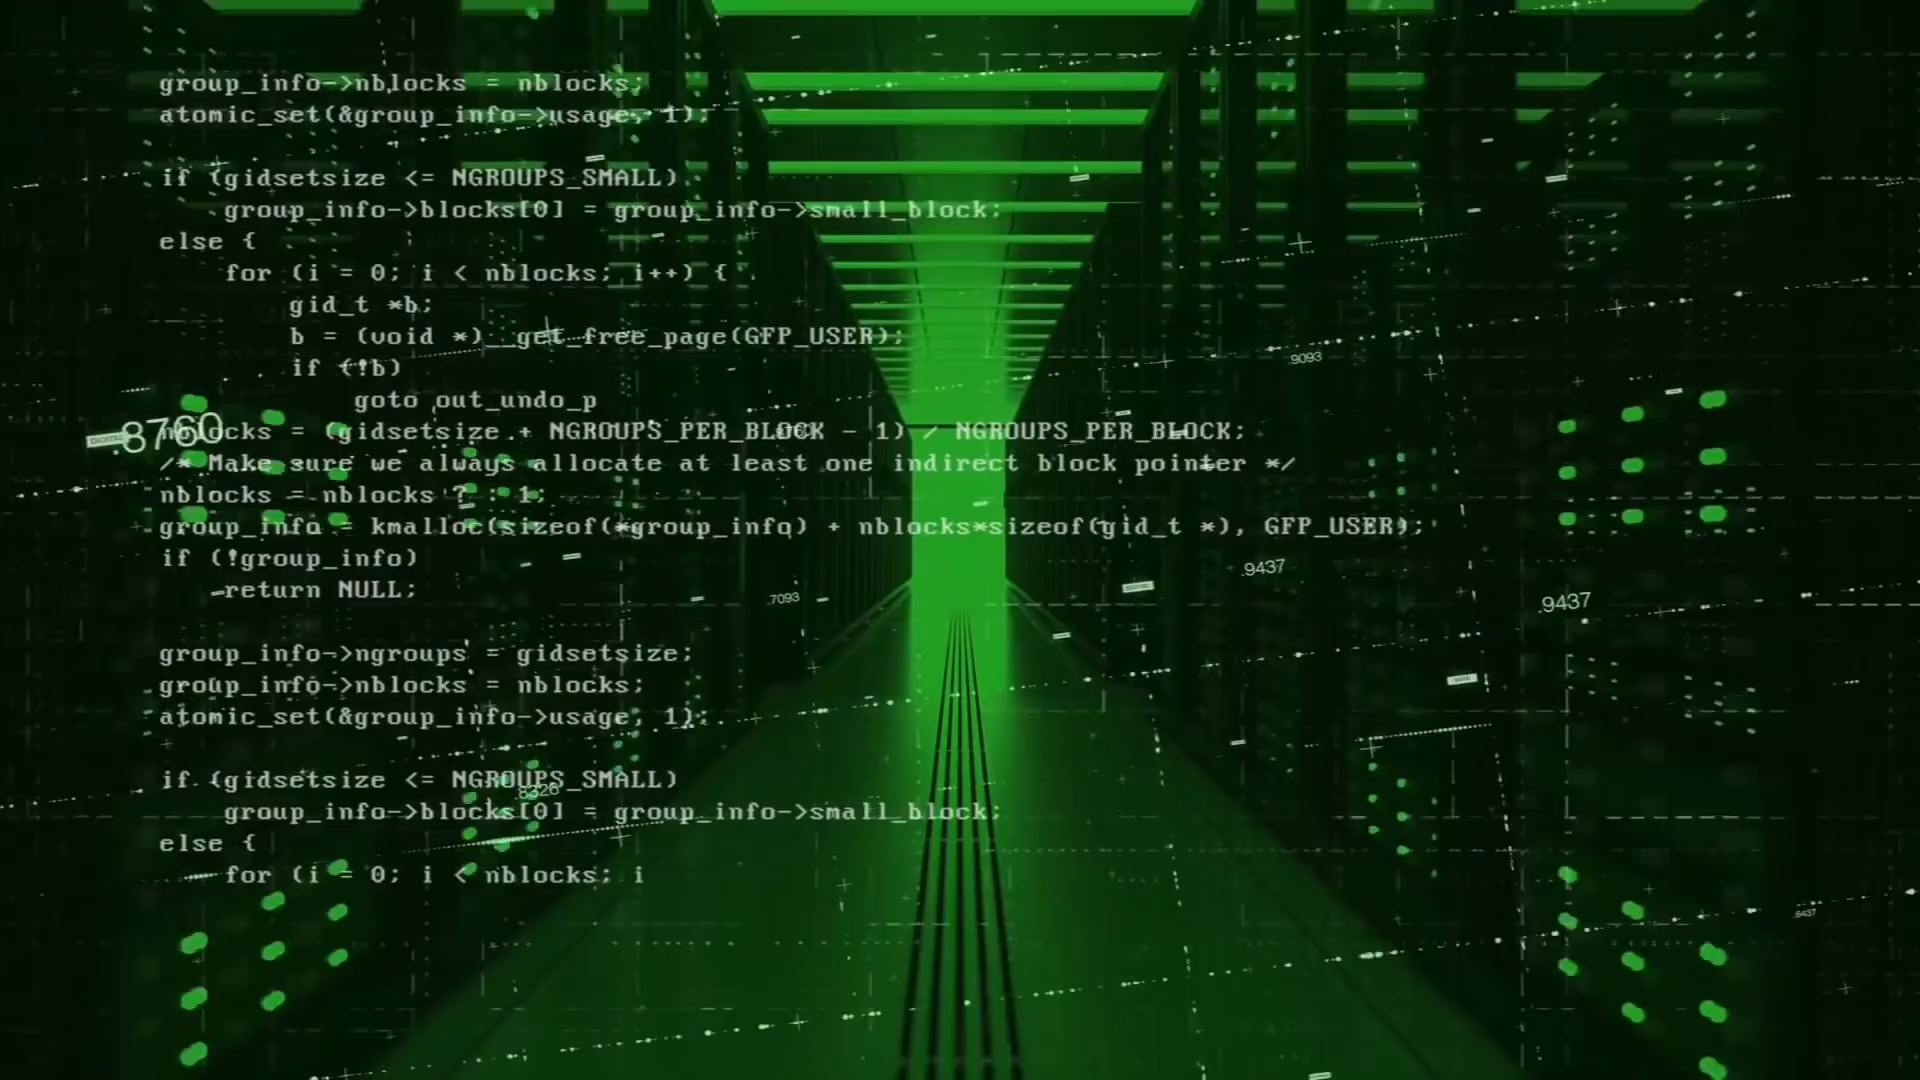 group_info->nblocks = nblocks;
atomic_set(&group_info->usage, 1);
if (gidsetsize <= NGROUPS_SMALL)
group_info->blocks[0] = group_info->small_block;
else {
for (i = 0; i < nblocks; i++) {
gid_t *b;
b = (void *)__get_free_page(GFP_USER);
if (!b)
goto out_undo_p
.8760
nblocks = (gidsetsize + NGROUPS_PER_BLOCK - 1) / NGROUPS_PER_BLOCK;
/* Make sure we always allocate at least one indirect block pointer */
nblocks = nblocks ? : 1;
group_info = kmalloc(sizeof(*group_info) + nblocks*sizeof(gid_t *), GFP_USER);
if (!group_info)
return NULL;
group_info->ngroups = gidsetsize;
group_info->nblocks = nblocks;
atomic_set(&group_info->usage, 1);
if (gidsetsize <= NGROUPS_SMALL)
group_info->blocks[0] = group_info->small_block;
else {
for (i = 0; i < nblocks; i
.9093
.9437
.9437
.7093
.8326
.9437